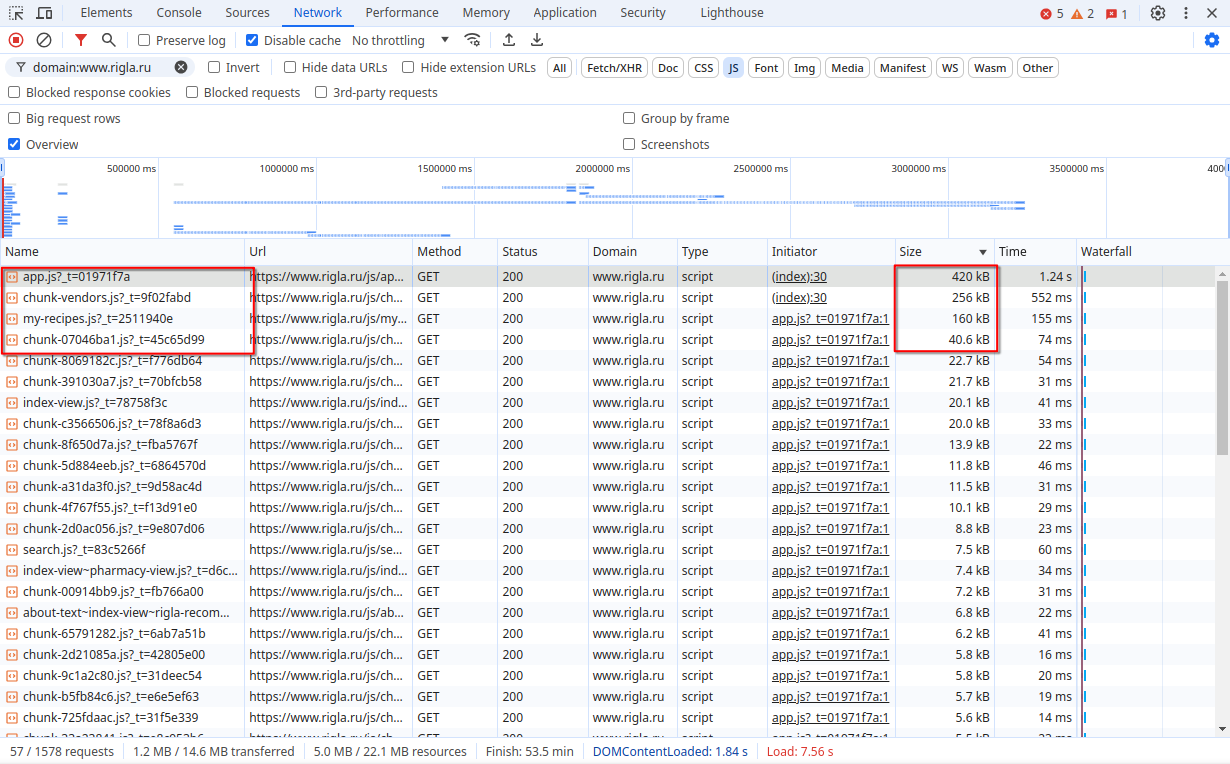 Elements Console Sources Network Performance Memory Application Security Lighthouse 5 2 1
Preserve log Disable cache No throttling
domain:www.rigla.ru Invert Hide data URLs Hide extension URLs All Fetch/XHR Doc CSS JS Font Img Media Manifest WS Wasm Other
Blocked response cookies Blocked requests 3rd-party requests
Big request rows Group by frame
Overview Screenshots
500000 ms 1000000 ms 1500000 ms 2000000 ms 2500000 ms 3000000 ms 3500000 ms 400
Name Url Method Status Domain Type Initiator Size Time Waterfall
app.js?_t=01971f7a https://www.rigla.ru/js/ap... GET 200 www.rigla.ru script (index):30 420 kB 1.24 s
chunk-vendors.js?_t=9f02fabd https://www.rigla.ru/js/ch... GET 200 www.rigla.ru script (index):30 256 kB 552 ms
my-recipes.js?_t=2511940e https://www.rigla.ru/js/my... GET 200 www.rigla.ru script app.js?_t=01971f7a:1 160 kB 155 ms
chunk-07046ba1.js?_t=45c65d99 https://www.rigla.ru/js/ch... GET 200 www.rigla.ru script app.js?_t=01971f7a:1 40.6 kB 74 ms
chunk-8069182c.js?_t=f776db64 https://www.rigla.ru/js/ch... GET 200 www.rigla.ru script app.js?_t=01971f7a:1 22.7 kB 54 ms
chunk-391030a7.js?_t=70bfcb58 https://www.rigla.ru/js/ch... GET 200 www.rigla.ru script app.js?_t=01971f7a:1 21.7 kB 31 ms
index-view.js?_t=78758f3c https://www.rigla.ru/js/ind... GET 200 www.rigla.ru script app.js?_t=01971f7a:1 20.1 kB 41 ms
chunk-c3566506.js?_t=78f8a6d3 https://www.rigla.ru/js/ch... GET 200 www.rigla.ru script app.js?_t=01971f7a:1 20.0 kB 33 ms
chunk-8f650d7a.js?_t=fba5767f https://www.rigla.ru/js/ch... GET 200 www.rigla.ru script app.js?_t=01971f7a:1 13.9 kB 22 ms
chunk-5d884eeb.js?_t=6864570d https://www.rigla.ru/js/ch... GET 200 www.rigla.ru script app.js?_t=01971f7a:1 11.8 kB 46 ms
chunk-a31da3f0.js?_t=9d58ac4d https://www.rigla.ru/js/ch... GET 200 www.rigla.ru script app.js?_t=01971f7a:1 11.5 kB 31 ms
chunk-4f767f55.js?_t=f13d91e0 https://www.rigla.ru/js/ch... GET 200 www.rigla.ru script app.js?_t=01971f7a:1 10.1 kB 29 ms
chunk-2d0ac056.js?_t=9e807d06 https://www.rigla.ru/js/ch... GET 200 www.rigla.ru script app.js?_t=01971f7a:1 8.8 kB 23 ms
search.js?_t=83c5266f https://www.rigla.ru/js/se... GET 200 www.rigla.ru script app.js?_t=01971f7a:1 7.5 kB 60 ms
index-view~pharmacy-view.js?_t=d6c... https://www.rigla.ru/js/ind... GET 200 www.rigla.ru script app.js?_t=01971f7a:1 7.4 kB 34 ms
chunk-00914bb9.js?_t=fb766a00 https://www.rigla.ru/js/ch... GET 200 www.rigla.ru script app.js?_t=01971f7a:1 7.2 kB 31 ms
about-text~index-view~rigla-recom... https://www.rigla.ru/js/ab... GET 200 www.rigla.ru script app.js?_t=01971f7a:1 6.8 kB 22 ms
chunk-65791282.js?_t=6ab7a51b https://www.rigla.ru/js/ch... GET 200 www.rigla.ru script app.js?_t=01971f7a:1 6.2 kB 41 ms
chunk-2d21085a.js?_t=42805e00 https://www.rigla.ru/js/ch... GET 200 www.rigla.ru script app.js?_t=01971f7a:1 5.8 kB 16 ms
chunk-9c1a2c80.js?_t=31deec54 https://www.rigla.ru/js/ch... GET 200 www.rigla.ru script app.js?_t=01971f7a:1 5.8 kB 20 ms
chunk-b5fb84c6.js?_t=e6e5ef63 https://www.rigla.ru/js/ch... GET 200 www.rigla.ru script app.js?_t=01971f7a:1 5.7 kB 19 ms
chunk-725fdaac.js?_t=31f5e339 https://www.rigla.ru/js/ch... GET 200 www.rigla.ru script app.js?_t=01971f7a:1 5.6 kB 14 ms
57 / 1578 requests 1.2 MB / 14.6 MB transferred 5.0 MB / 22.1 MB resources Finish: 53.5 min DOMContentLoaded: 1.84 s Load: 7.56 s